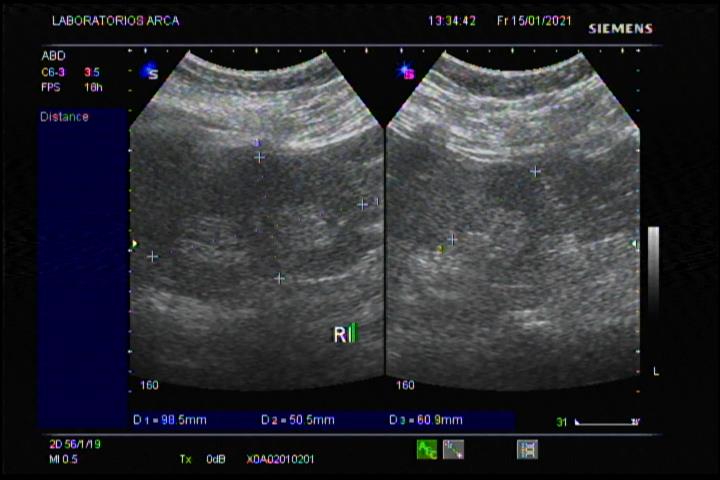 LABORATORIOS ARCA
13:34:42 Fr 15/01/2021 SIEMENS
ABD
C6-3 3.5
FPS 18h
Distance
S S
RI
160 160
D1 = 98.5mm D2 = 50.5mm D3 = 60.9mm 31
L
2D 56/1/19
MI 0.5 Tx 0dB X0A02010201